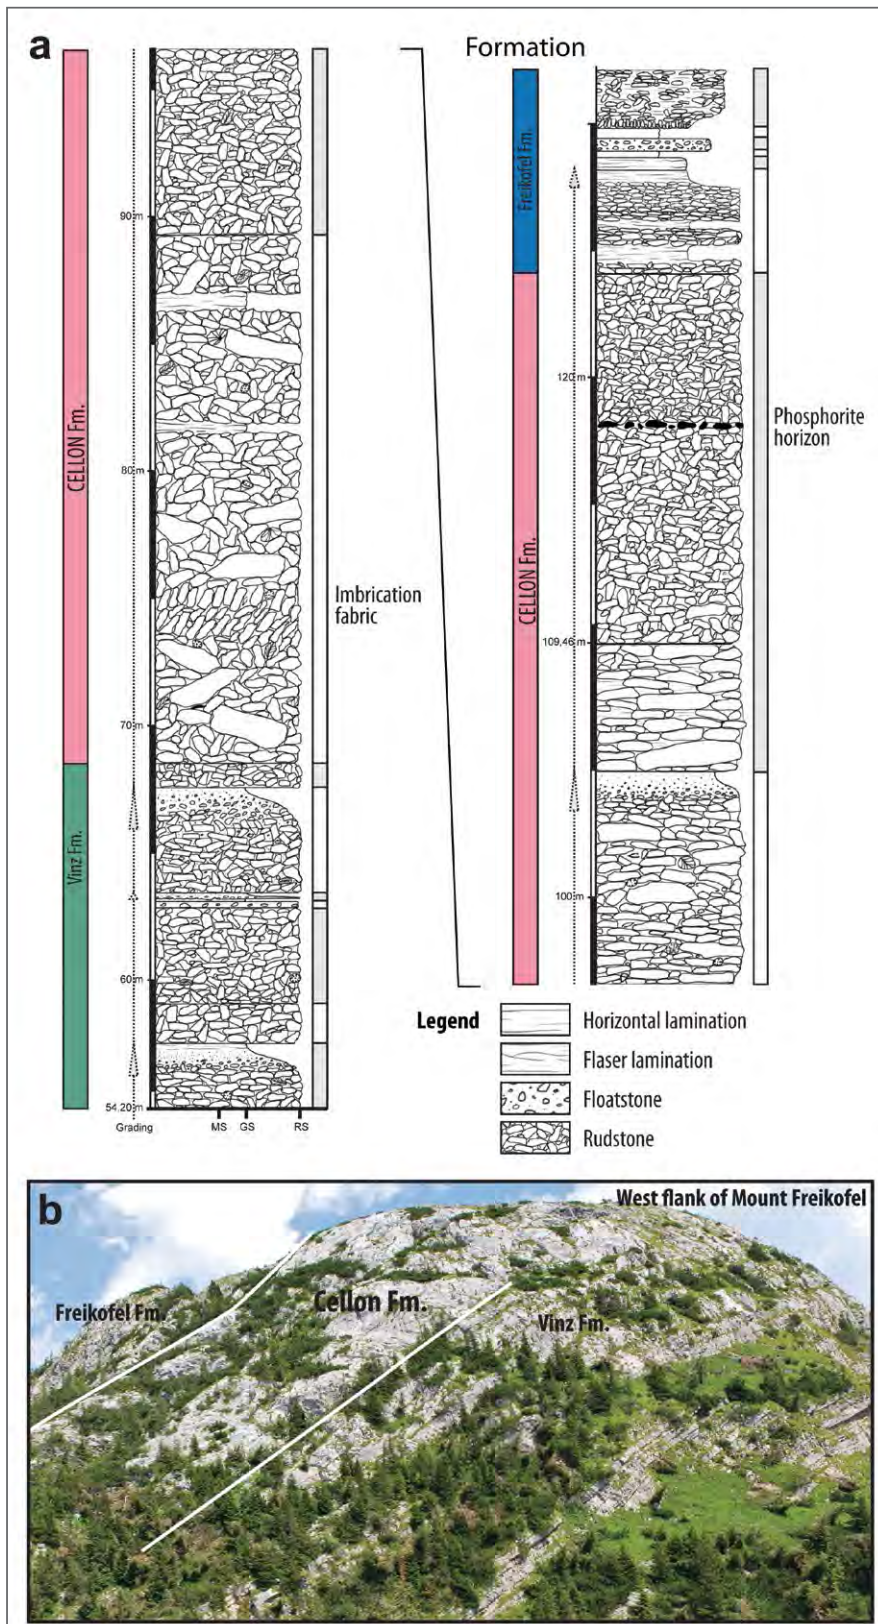 a
Formation
CELLON Fm.
Vinz Fm.
90 m
80 m
70 m
60 m
54.20 m
Grading
MS
GS
RS
Imbrication
fabric
Freikofel Fm.
CELLON Fm.
120 m
109,46 m
100 m
Phosphorite
horizon
Legend
Horizontal lamination
Flaser lamination
Floatstone
Rudstone
b
West flank of Mount Freikofel
Freikofel Fm.
Cellon Fm.
Vinz Fm.